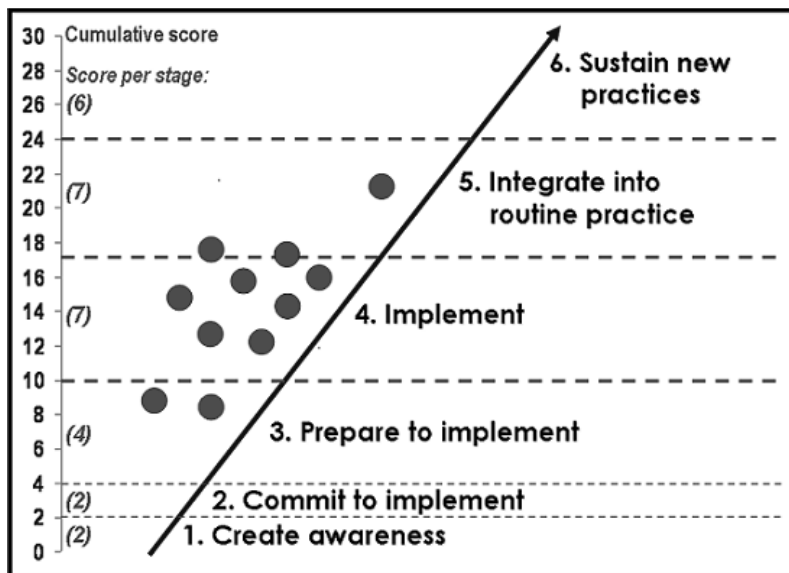 30 Cumulative score
28
Score per stage:
26 (6)
6. Sustain new
practices
24
22
(7)
20
5. Integrate into
routine practice
18
16
14 (7)
4. Implement
12
10
8
(4)
3. Prepare to implement
6
4
(2)
2. Commit to implement
2
(2)
1. Create awareness
0